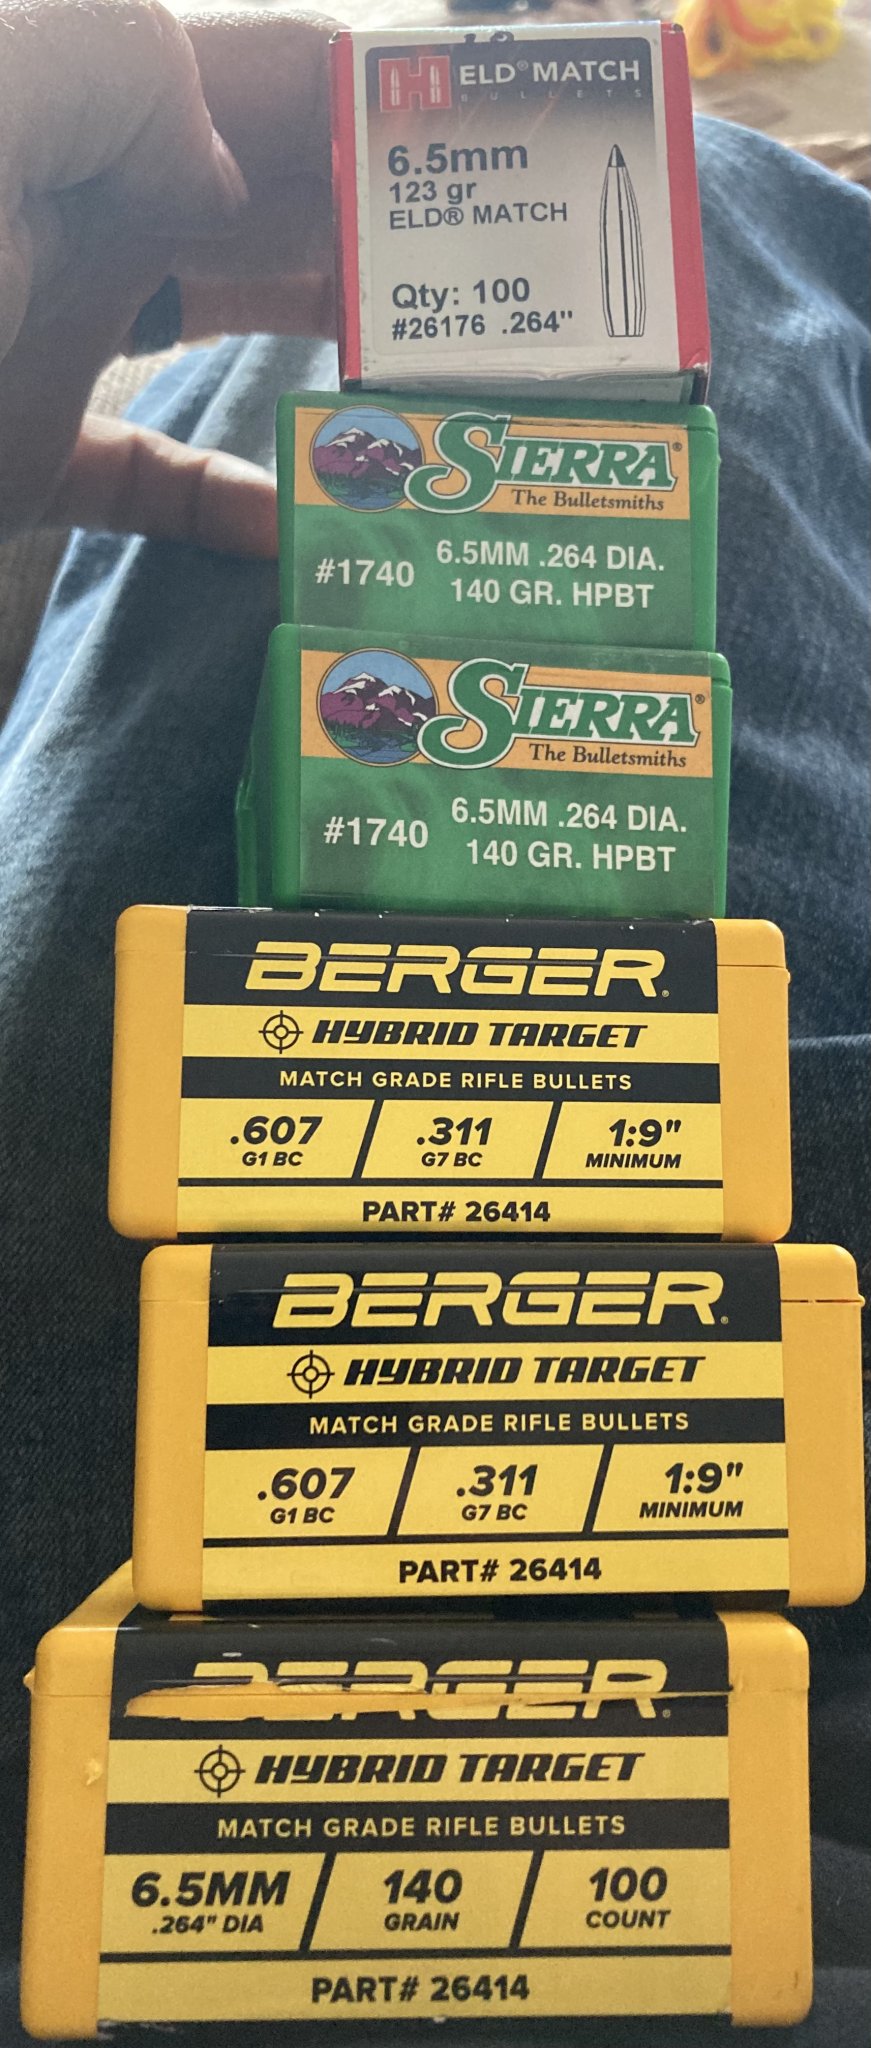 H ELD® MATCH
BULLETS
6.5mm
123 gr
ELD® MATCH
Qty: 100
#26176 .264"
SIERRA®
The Bulletsmiths
#1740 6.5MM .264 DIA.
140 GR. HPBT
SIERRA®
The Bulletsmiths
#1740 6.5MM .264 DIA.
140 GR. HPBT
BERGER®
HYBRID TARGET
MATCH GRADE RIFLE BULLETS
.607 .311 1:9"
G1 BC G7 BC MINIMUM
PART# 26414
BERGER®
HYBRID TARGET
MATCH GRADE RIFLE BULLETS
.607 .311 1:9"
G1 BC G7 BC MINIMUM
PART# 26414
BERGER®
HYBRID TARGET
MATCH GRADE RIFLE BULLETS
6.5MM 140 100
.264" DIA GRAIN COUNT
PART# 26414